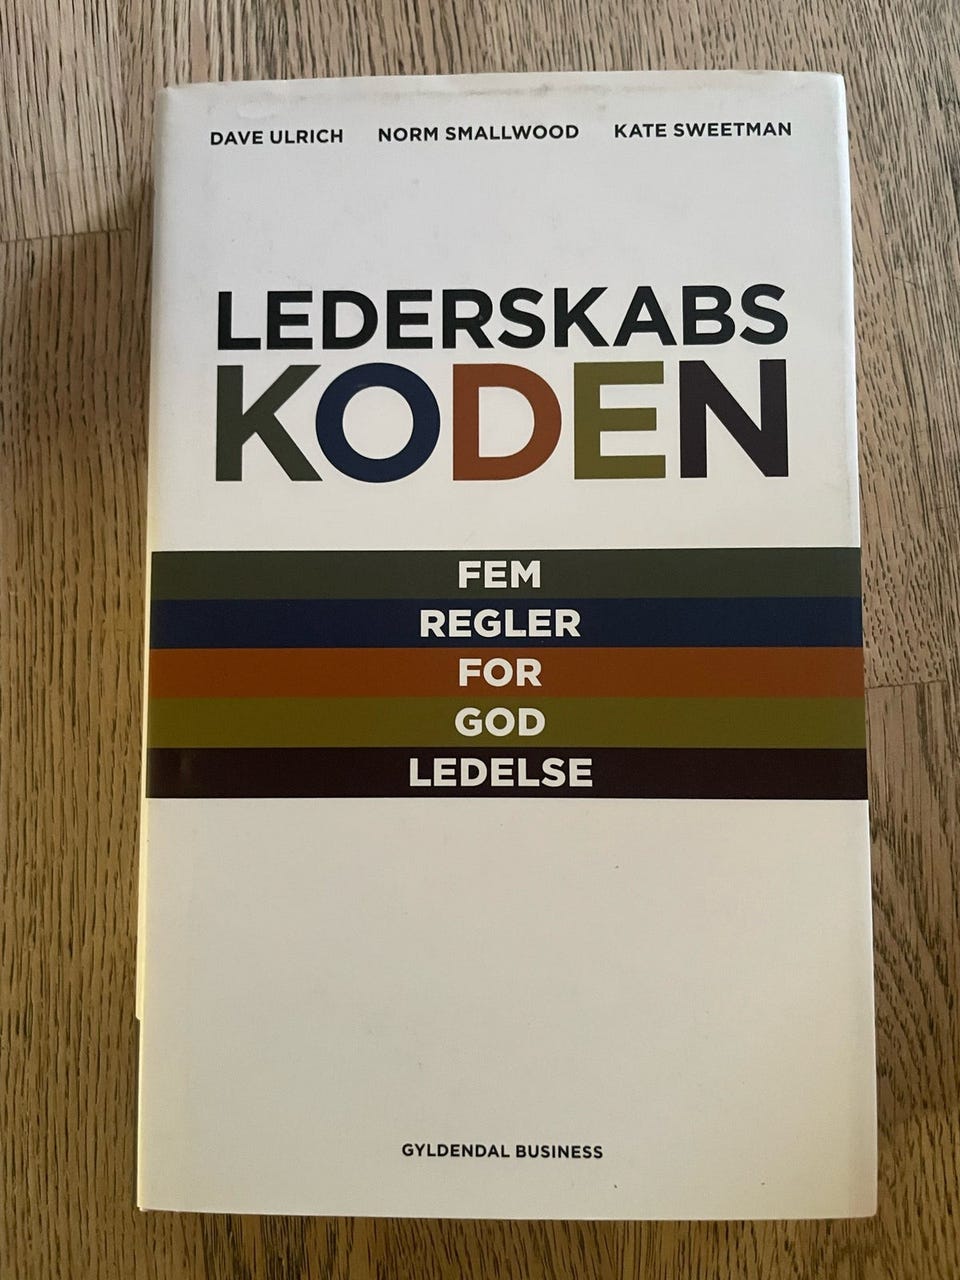 DAVE ULRICH NORM SMALLWOOD KATE SWEETMAN
LEDERSKABS
KODEN
FEM
REGLER
FOR
GOD
LEDELSE
GYLDENDAL BUSINESS